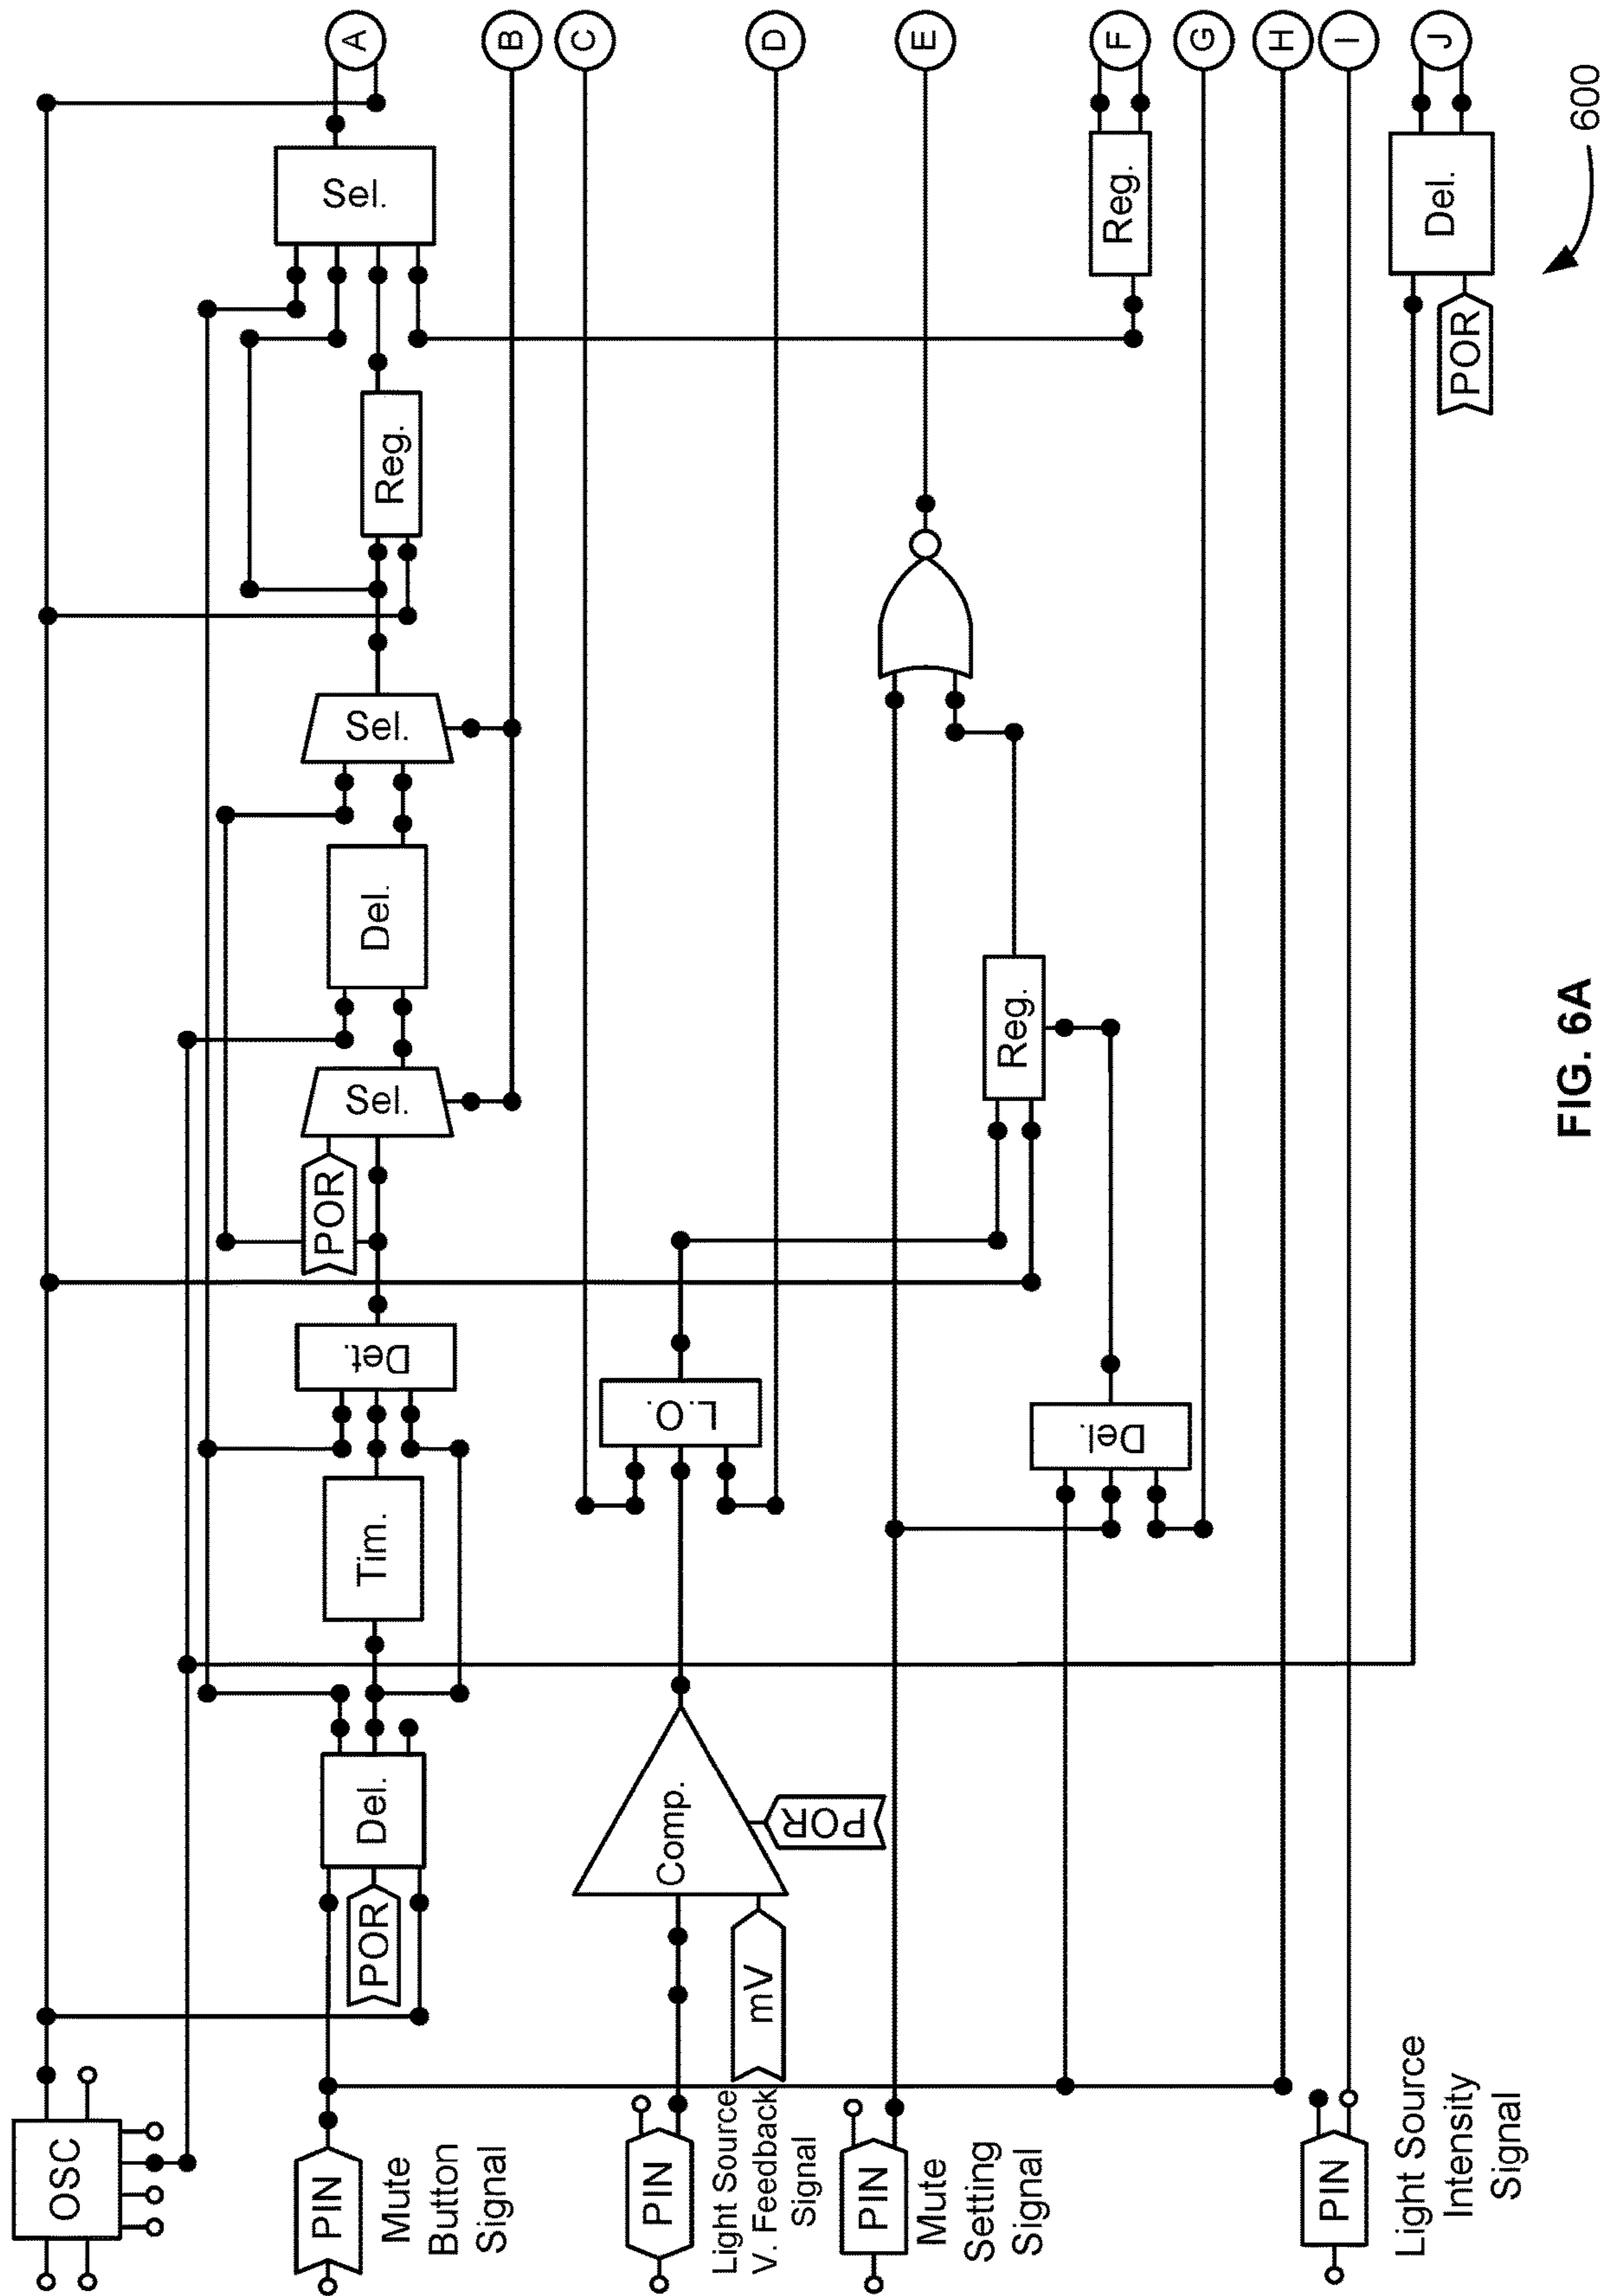 OSC
PIN
Mute
Button
Signal
POR
Del.
Tim.
Det.
POR
Sel.
Del.
Sel.
Reg.
Sel.
A
B
C
D
E
F
G
H
I
J
PIN
Light Source
V. Feedback
Signal
mV
Comp.
POR
L.O.
PIN
Mute
Setting
Signal
Del.
Reg.
Reg.
PIN
Light Source
Intensity
Signal
POR
Del.
600
FIG. 6A